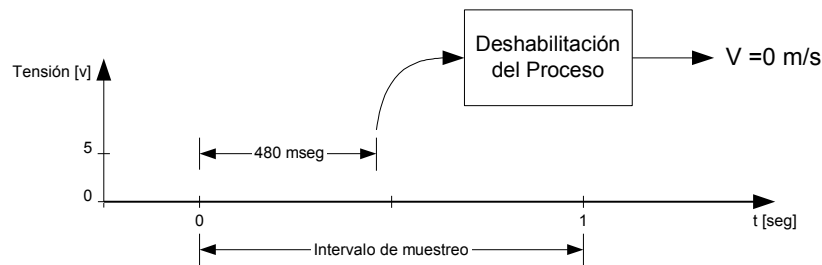 Deshabilitación
del Proceso
V =0 m/s
Tensión [v]
480 mseg
5
0
0
1
t [seg]
Intervalo de muestreo